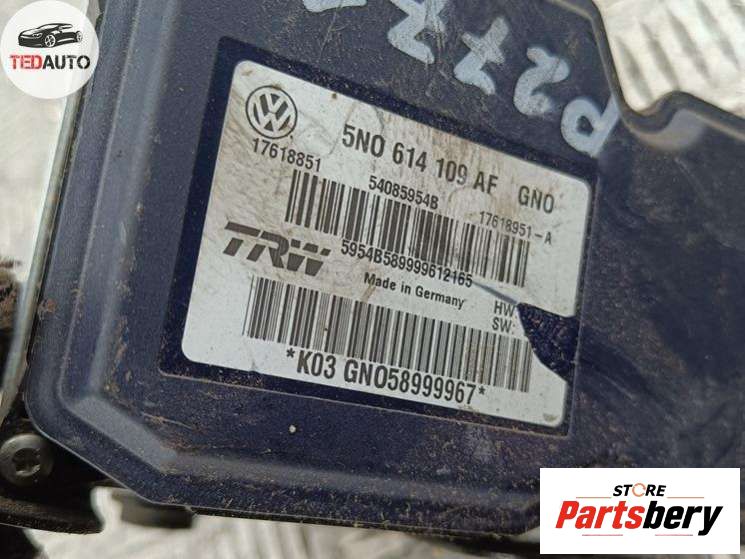 TEDAUTO
P277
5N0 614 109 AF GNO
17618851
54085954B
17618951-A
TRW
5954B589999612165
Made in Germany
HW:
SW:
*K03 GNO58999967*
STORE
Partsbery